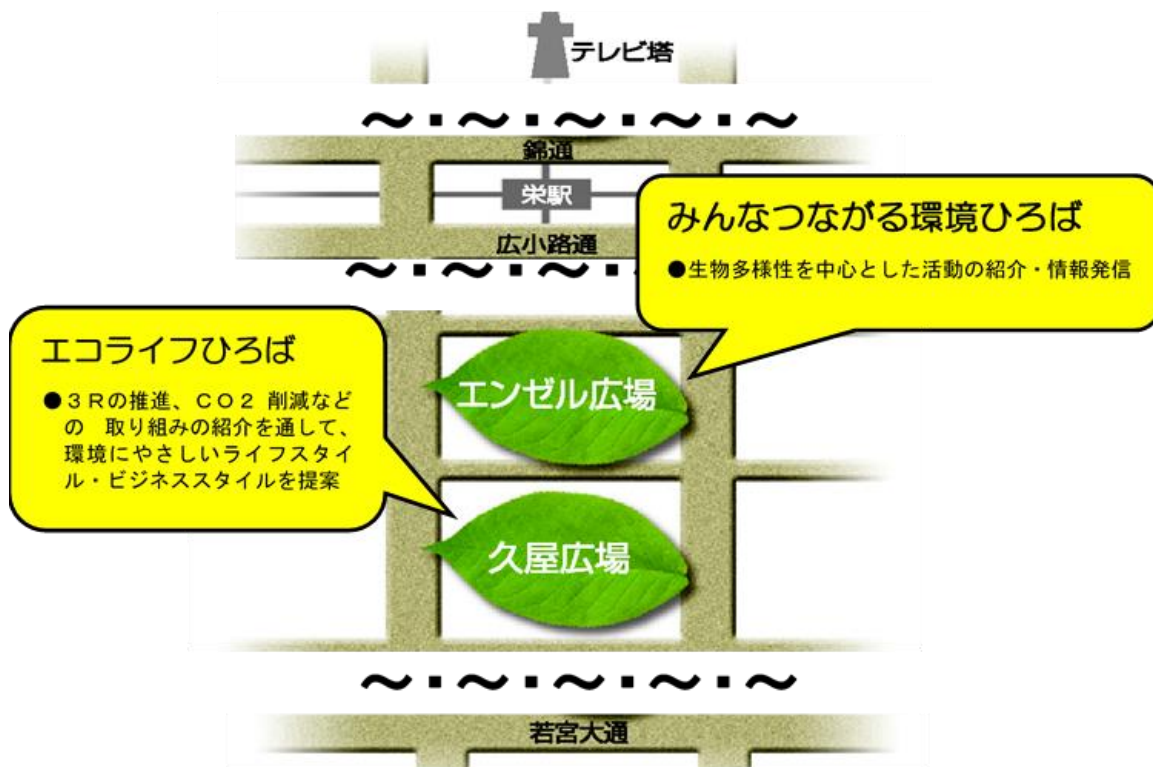 テレビ塔
~・~・~・~・~
錦通
栄駅
広小路通
~・~・~・~
みんなつながる環境ひろば
●生物多様性を中心とした活動の紹介・情報発信
エコライフひろば
●3Rの推進、CO2 削減など
の 取り組みの紹介を通して、
環境にやさしいライフスタイ
ル・ビジネススタイルを提案
エンゼル広場
久屋広場
~・~・~・~・~
若宮大通